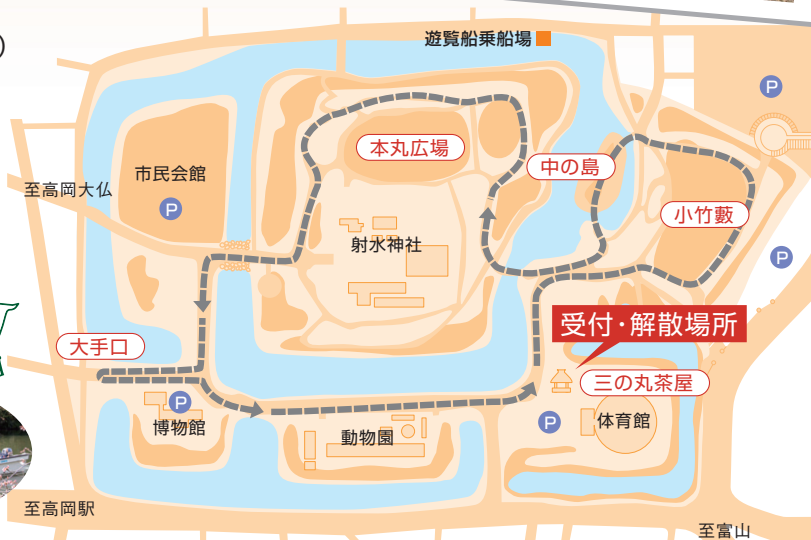 )
遊覧船乗船場
P
本丸広場
中の島
市民会館
至高岡大仏
P
小竹藪
射水神社
P
受付・解散場所
大手口
三の丸茶屋
P
博物館
動物園
P
体育館
至高岡駅
至富山